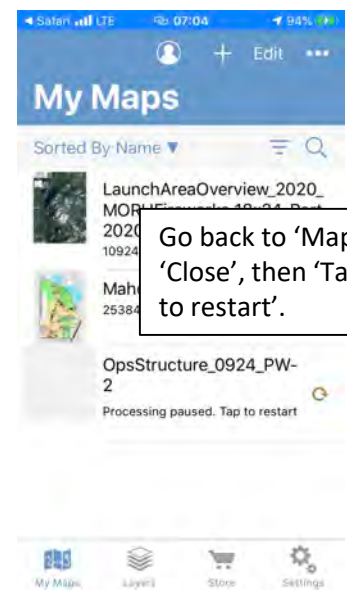 Safari LTE 07:04 94%
+ Edit •••
My Maps
Sorted By Name ▼
LaunchAreaOverview_2020_
2020
10924
Go back to ‘Map
‘Close’, then ‘Ta
to restart’.
Mah
25384
OpsStructure_0924_PW-
2
Processing paused. Tap to restart
My Maps Layers Store Settings